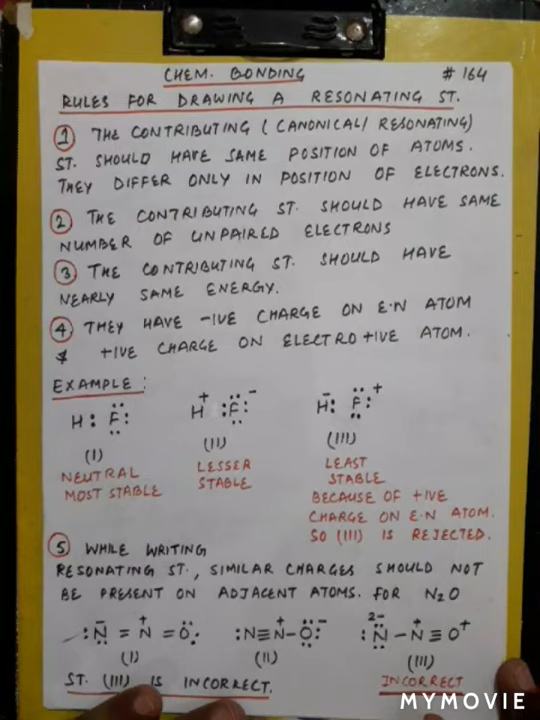 CHEM. BONDING # 164
RULES FOR DRAWING A RESONATING ST.
① THE CONTRIBUTING (CANONICAL/ RESONATING)
ST. SHOULD HAVE SAME POSITION OF ATOMS.
THEY DIFFER ONLY IN POSITION OF ELECTRONS.
② THE CONTRIBUTING ST. SHOULD HAVE SAME
NUMBER OF UNPAIRED ELECTRONS
③ THE CONTRIBUTING ST. SHOULD HAVE
NEARLY SAME ENERGY.
④ THEY HAVE -IVE CHARGE ON E.N ATOM
& +IVE CHARGE ON ELECTRO +IVE ATOM.
EXAMPLE :
H : F̤̈ : H⁺ : F̤̈ :⁻ H̄: F̤̈ :⁺
(I) (II) (III)
NEUTRAL LESSER LEAST
MOST STABLE STABLE STABLE
BECAUSE OF +IVE
CHARGE ON E.N ATOM.
SO (III) IS REJECTED.
⑤ WHILE WRITING
RESONATING ST., SIMILAR CHARGES SHOULD NOT
BE PRESENT ON ADJACENT ATOMS. FOR N₂O
:N̤̄ = N⁺ = Ö: :N≡N⁺-Ö̤:⁻ :N̤̈²⁻ - N⁺ ≡ O⁺
(I) (II) (III)
ST. (III) IS INCORRECT. INCORRECT
MYMOVIE